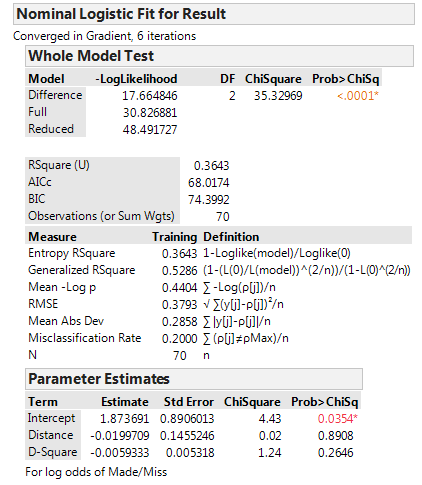 Nominal Logistic Fit for Result
Converged in Gradient, 6 iterations
Whole Model Test
Model -LogLikelihood DF ChiSquare Prob>ChiSq
Difference 17.664846 2 35.32969 <.0001*
Full 30.826881
Reduced 48.491727
RSquare (U) 0.3643
AICc 68.0174
BIC 74.3992
Observations (or Sum Wgts) 70
Measure Training Definition
Entropy RSquare 0.3643 1-Loglike(model)/Loglike(0)
Generalized RSquare 0.5286 (1-(L(0)/L(model))^(2/n))/(1-L(0)^(2/n))
Mean -Log p 0.4404 ∑ -Log(ρ[j])/n
RMSE 0.3793 √ ∑(y[j]-ρ[j])²/n
Mean Abs Dev 0.2858 ∑ |y[j]-ρ[j]|/n
Misclassification Rate 0.2000 ∑ (ρ[j]≠ρMax)/n
N 70 n
Parameter Estimates
Term Estimate Std Error ChiSquare Prob>ChiSq
Intercept 1.873691 0.8906013 4.43 0.0354*
Distance -0.0199709 0.1455246 0.02 0.8908
D-Square -0.0059333 0.005318 1.24 0.2646
For log odds of Made/Miss